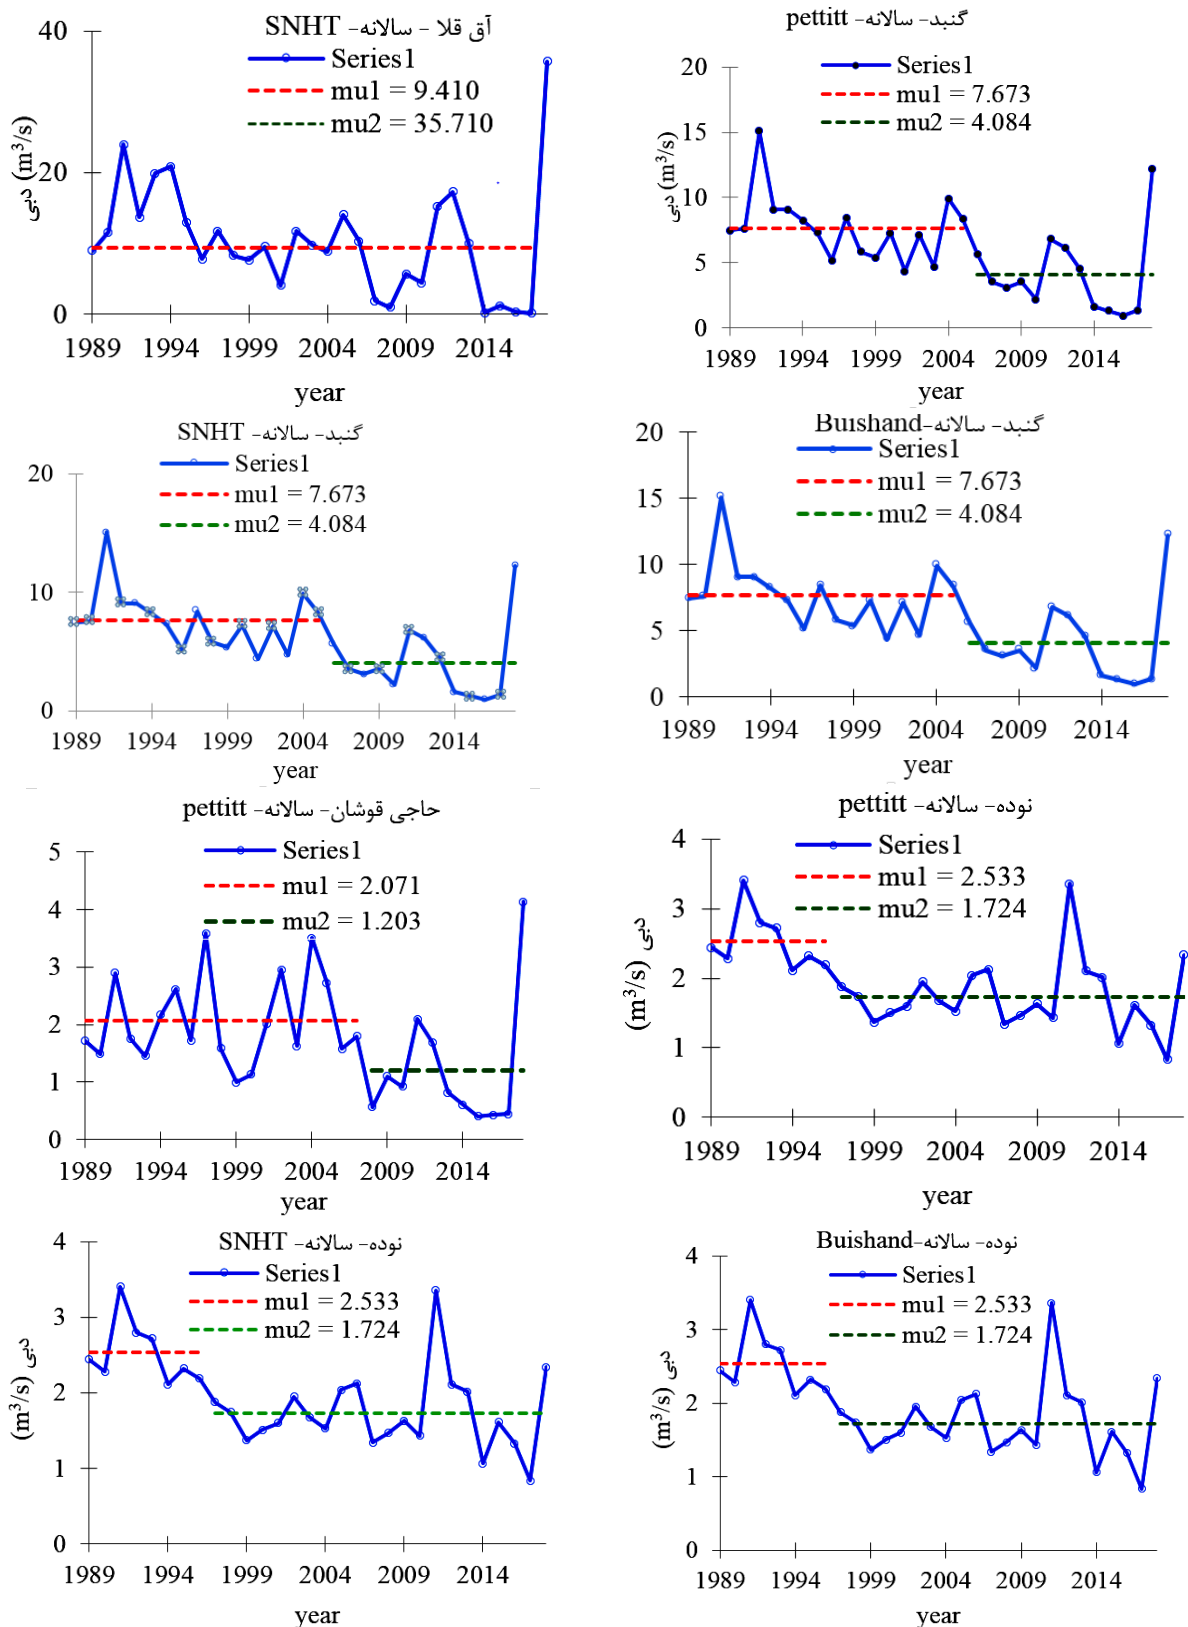 آق قلا - سالانه- SNHT
Series1
mu1 = 9.410
mu2 = 35.710
دبی (m³/s)
40
20
0
1989 1994 1999 2004 2009 2014
year
گنبد- سالانه- pettitt
Series1
mu1 = 7.673
mu2 = 4.084
دبی (m³/s)
20
15
10
5
0
1989 1994 1999 2004 2009 2014
year
گنبد- سالانه- SNHT
Series1
mu1 = 7.673
mu2 = 4.084
20
10
0
1989 1994 1999 2004 2009 2014
year
گنبد- سالانه-Buishand
Series1
mu1 = 7.673
mu2 = 4.084
20
15
10
5
0
1989 1994 1999 2004 2009 2014
year
حاجی قوشان- سالانه- pettitt
Series1
mu1 = 2.071
mu2 = 1.203
5
4
3
2
1
0
1989 1994 1999 2004 2009 2014
year
نوده- سالانه- pettitt
Series1
mu1 = 2.533
mu2 = 1.724
دبی (m³/s)
4
3
2
1
0
1989 1994 1999 2004 2009 2014
year
نوده- سالانه- SNHT
Series1
mu1 = 2.533
mu2 = 1.724
دبی (m³/s)
4
3
2
1
0
1989 1994 1999 2004 2009 2014
year
نوده- سالانه-Buishand
Series1
mu1 = 2.533
mu2 = 1.724
دبی (m³/s)
4
3
2
1
0
1989 1994 1999 2004 2009 2014
year